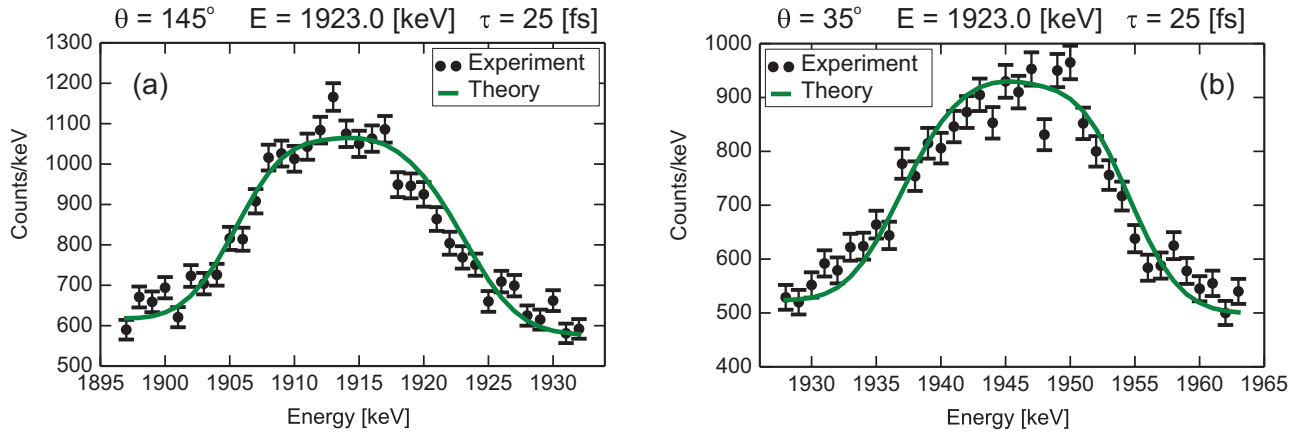 θ = 145° E = 1923.0 [keV] τ = 25 [fs]
1300
1200
1100
1000
900
800
700
600
500
Counts/keV
(a)
Experiment
Theory
1895 1900 1905 1910 1915 1920 1925 1930
Energy [keV]
θ = 35° E = 1923.0 [keV] τ = 25 [fs]
1000
900
800
700
600
500
400
Counts/keV
Experiment
Theory
(b)
1930 1935 1940 1945 1950 1955 1960 1965
Energy [keV]